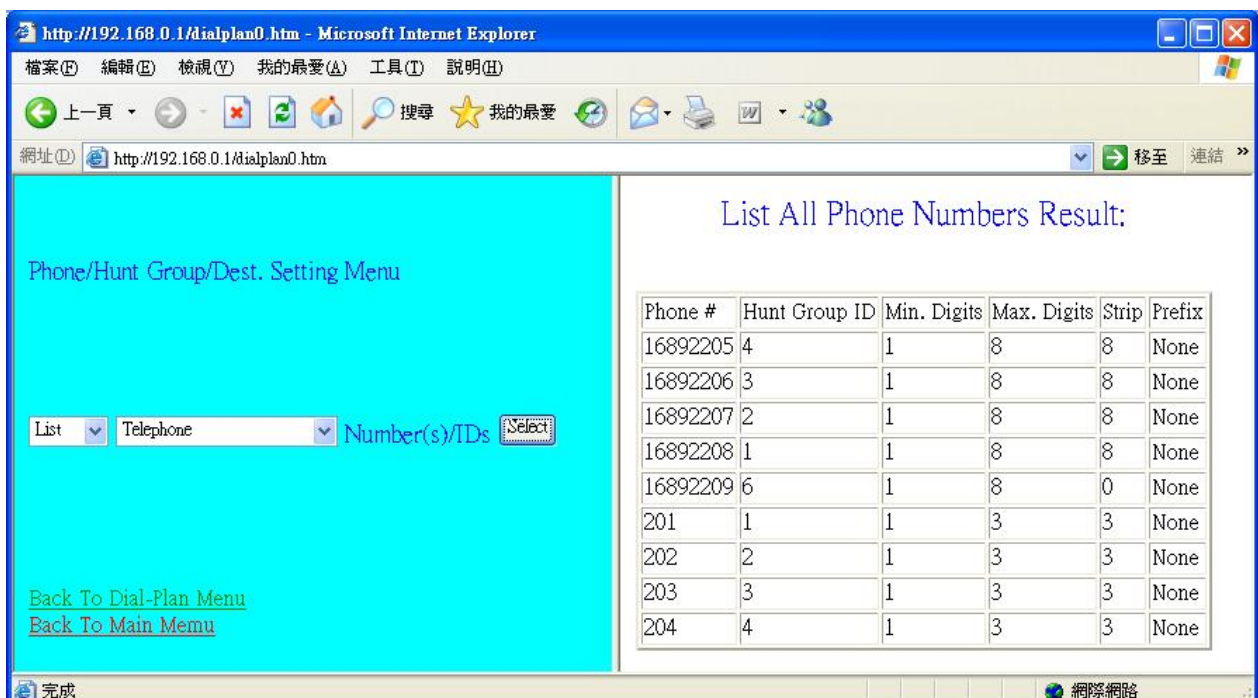 http://192.168.0.1/dialplan0.htm - Microsoft Internet Explorer
檔案(F) 編輯(E) 檢視(V) 我的最愛(A) 工具(T) 說明(H)
上一頁 搜尋 我的最愛
網址(D) http://192.168.0.1/dialplan0.htm 移至 連結 »
Phone/Hunt Group/Dest. Setting Menu
List Telephone Number(s)/IDs Select
Back To Dial-Plan Menu
Back To Main Memu
List All Phone Numbers Result:
Phone # Hunt Group ID Min. Digits Max. Digits Strip Prefix
16892205 4 1 8 8 None
16892206 3 1 8 8 None
16892207 2 1 8 8 None
16892208 1 1 8 8 None
16892209 6 1 8 0 None
201 1 1 3 3 None
202 2 1 3 3 None
203 3 1 3 3 None
204 4 1 3 3 None
完成 網際網路